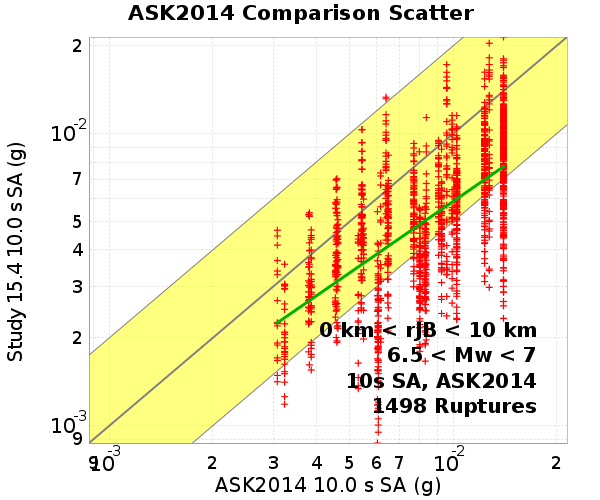 ASK2014 Comparison Scatter
Study 15.4 10.0 s SA (g)
2
10-2
7
5
4
3
2
10-3
9
0 km < rJB < 10 km
6.5 < Mw < 7
10s SA, ASK2014
1498 Ruptures
9 10-3 2 3 4 5 6 7 10-2 2
ASK2014 10.0 s SA (g)